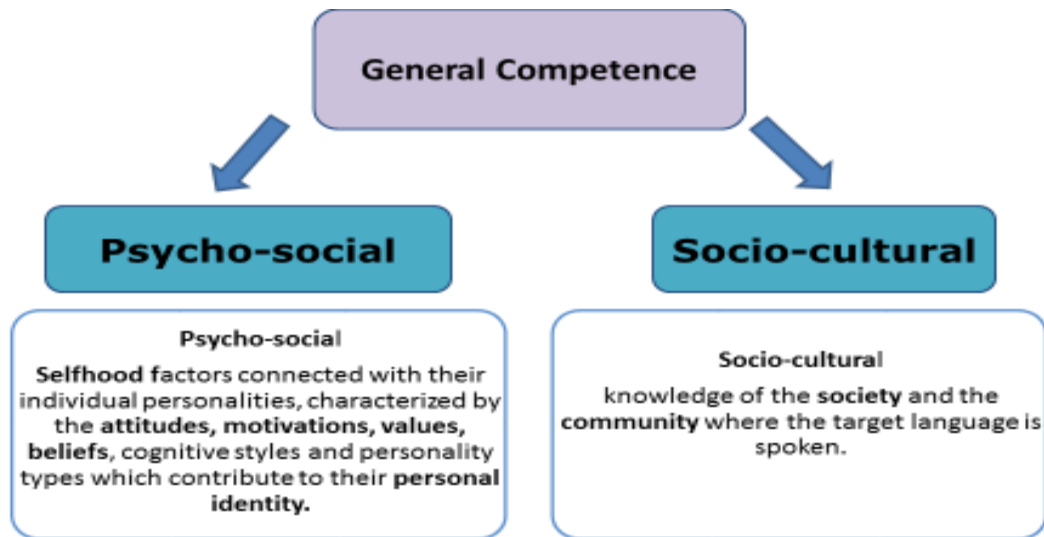 General Competence
Psycho-social
Socio-cultural
Psycho-social
Selfhood factors connected with their
individual personalities, characterized by
the attitudes, motivations, values,
beliefs, cognitive styles and personality
types which contribute to their personal
identity.
Socio-cultural
knowledge of the society and the
community where the target language is
spoken.